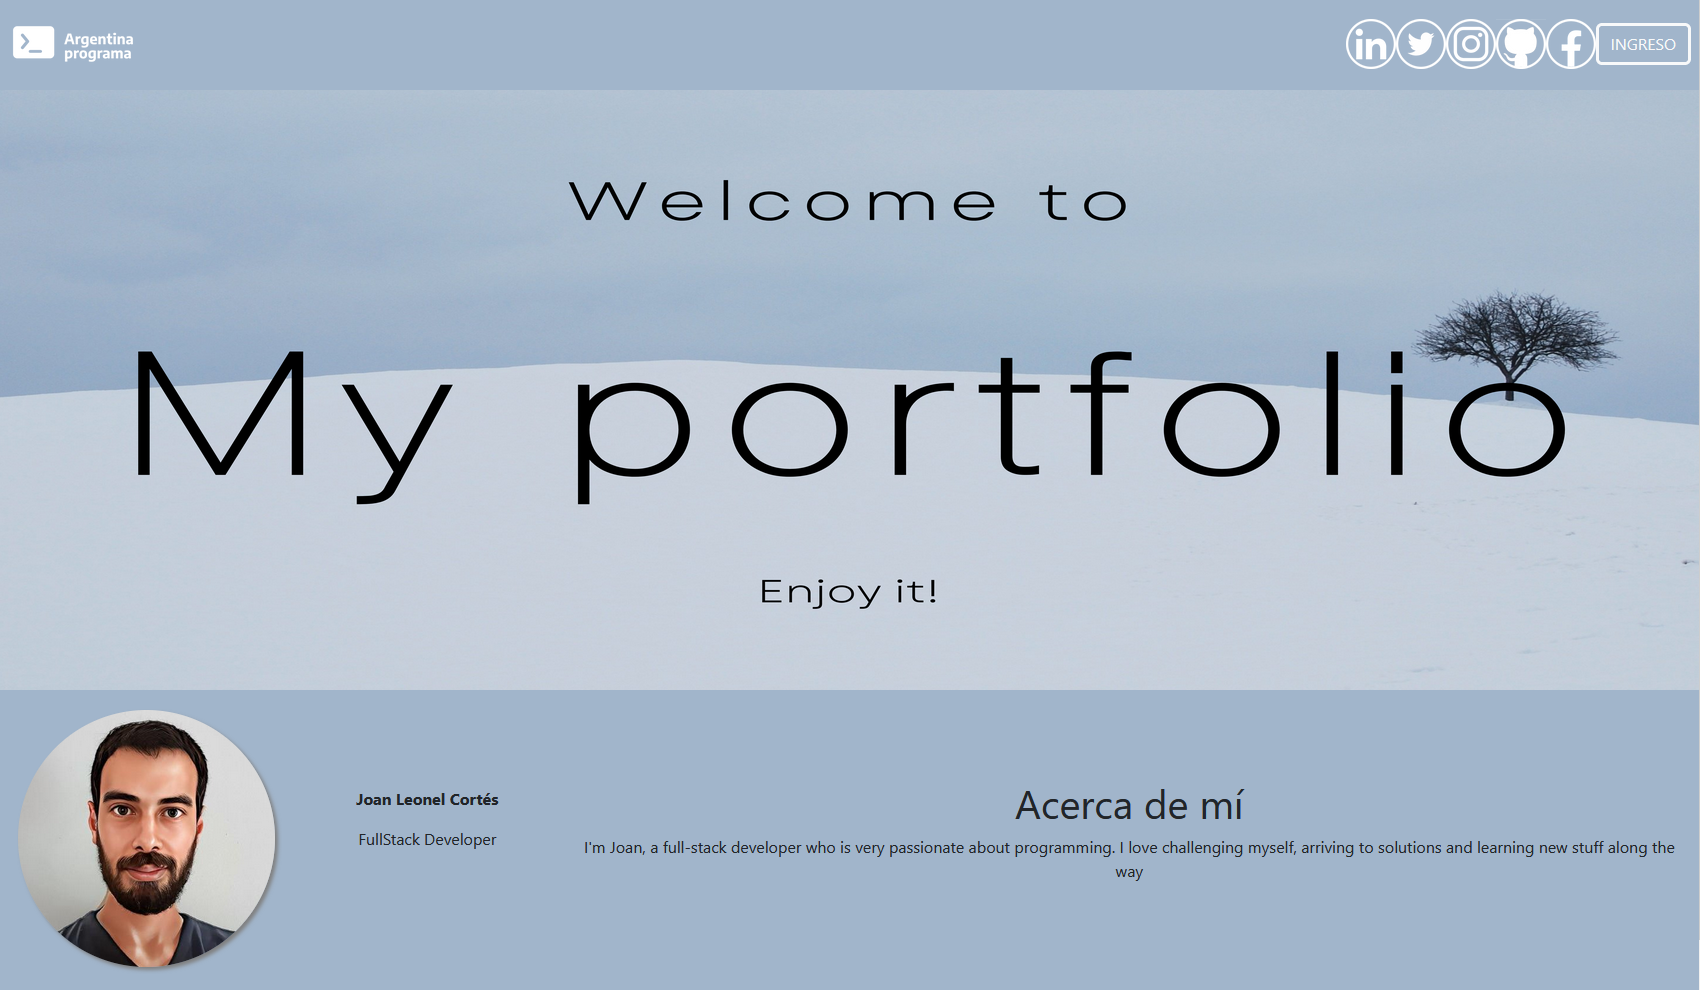 Argentina
programa
INGRESO
Welcome to
My portfolio
Enjoy it!
Joan Leonel Cortés
FullStack Developer
Acerca de mí
I'm Joan, a full-stack developer who is very passionate about programming. I love challenging myself, arriving to solutions and learning new stuff along the
way